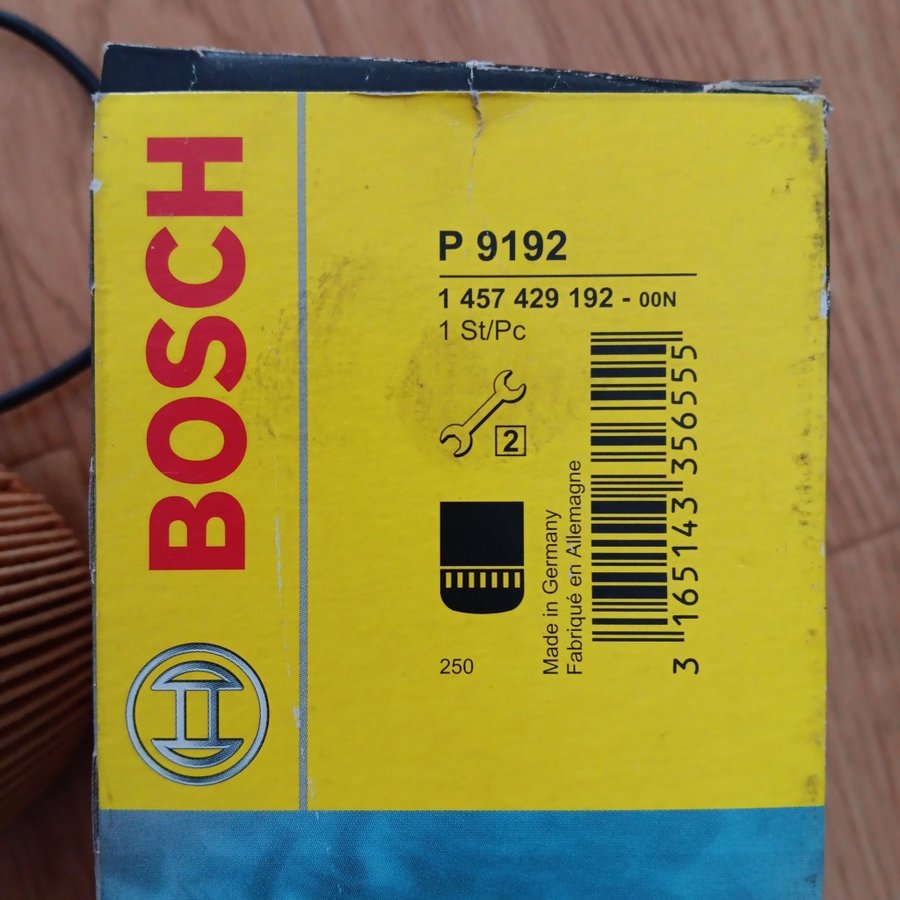 BOSCH
P 9192
1 457 429 192 - 00N
1 St/Pc
2
250
Made in Germany
Fabriqué en Allemagne
3 165143 356555